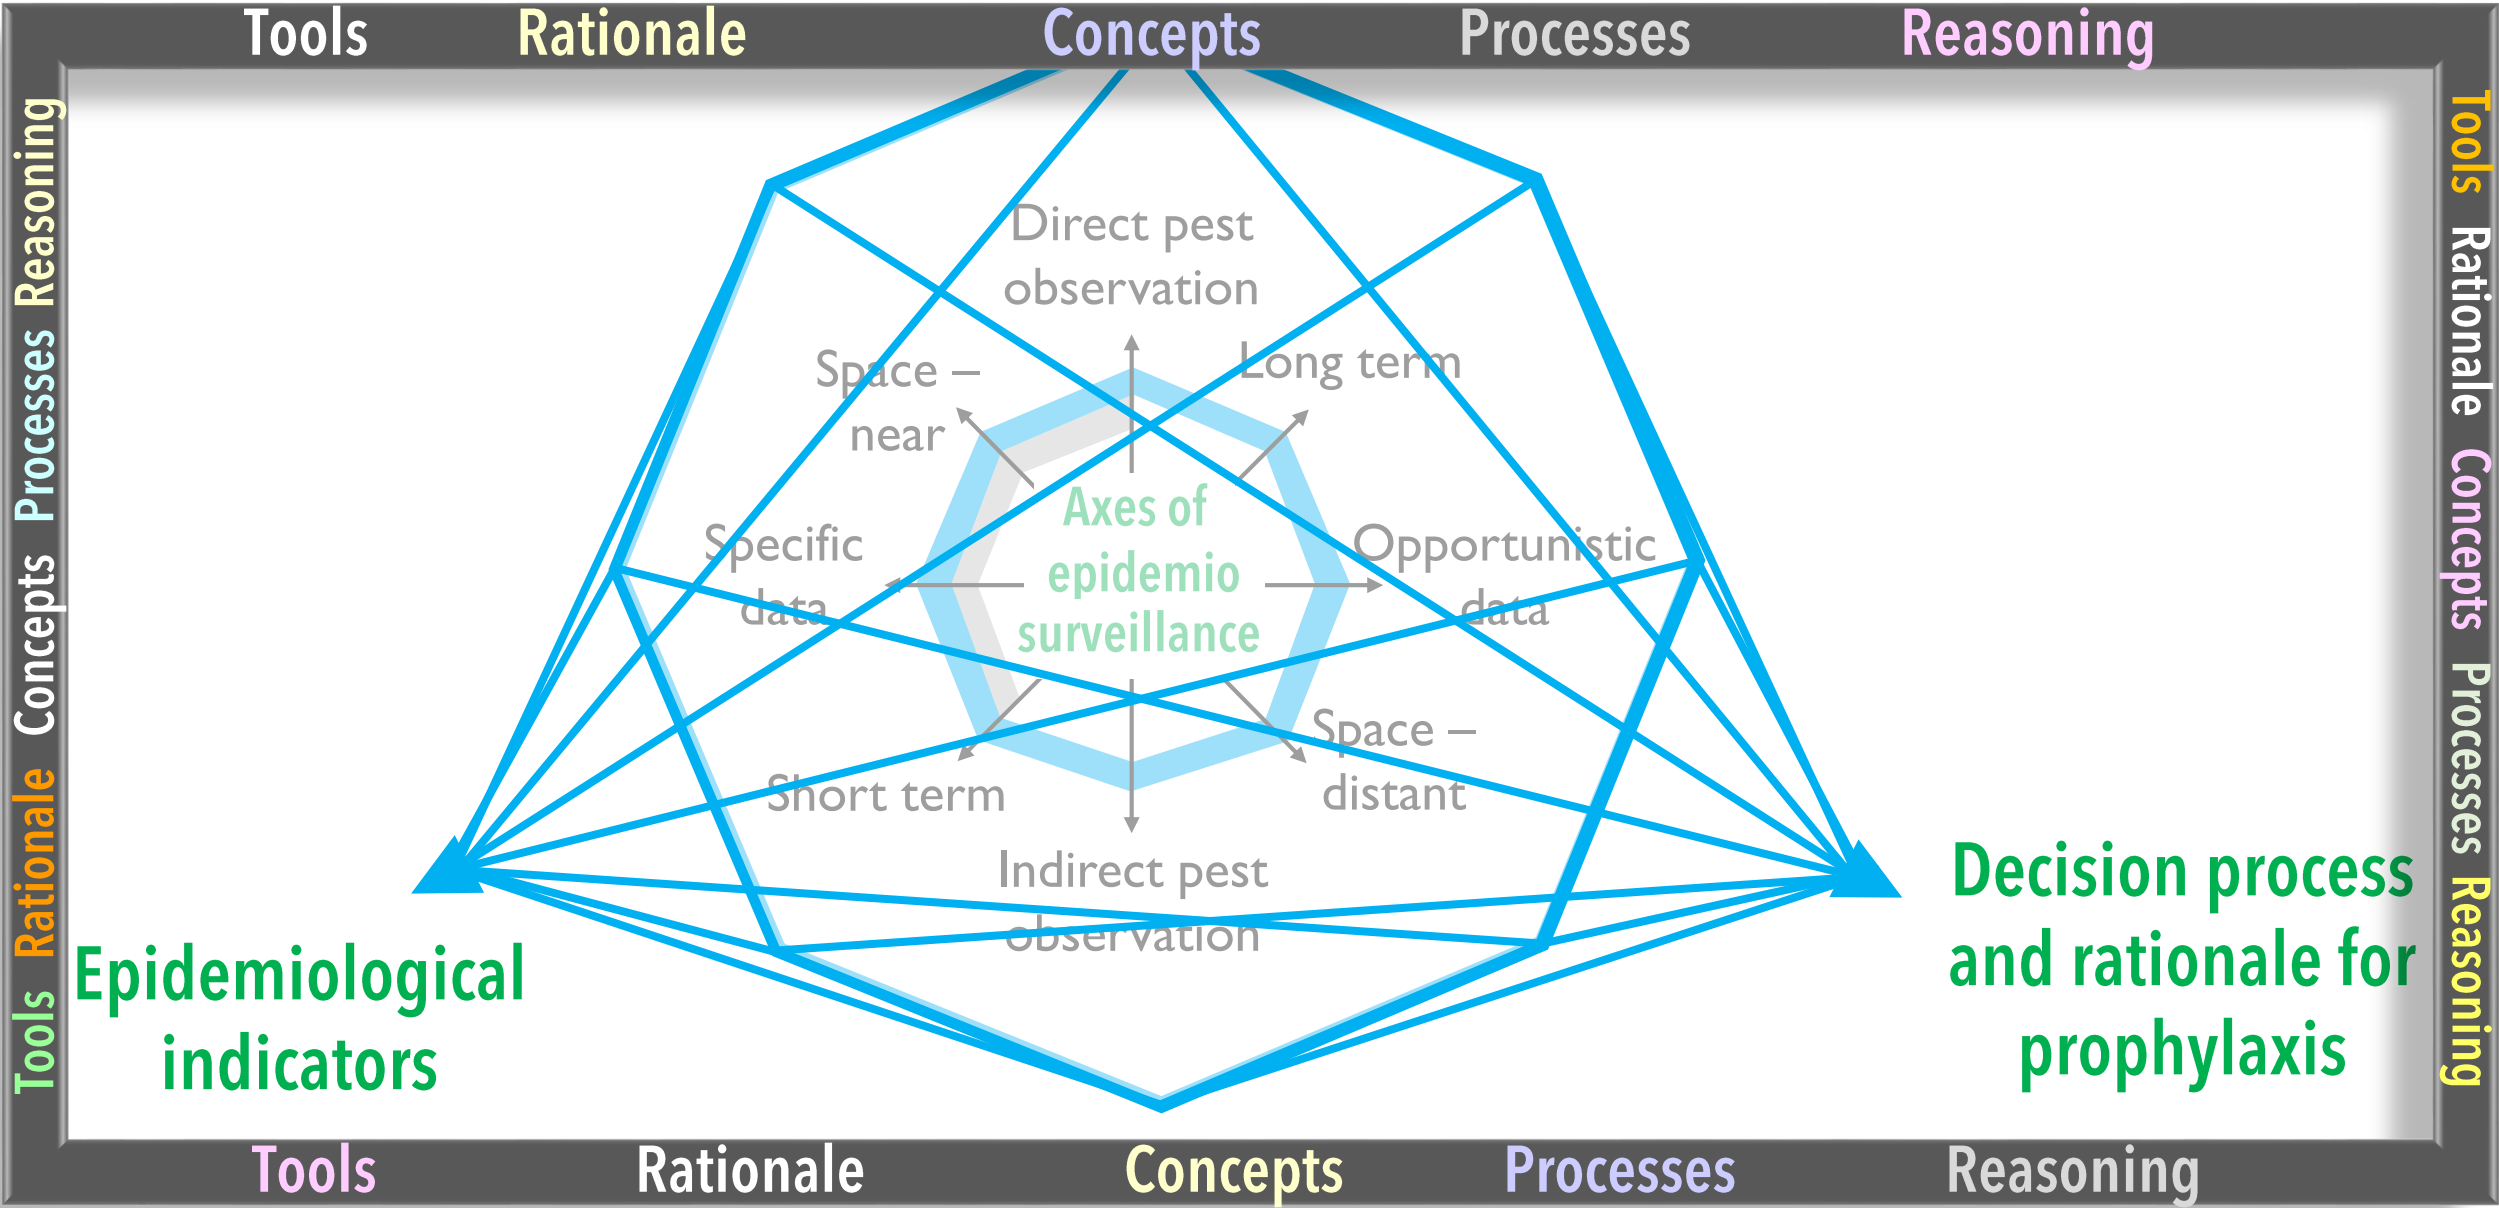 Tools Rationale Concepts Processes Reasoning
Tools Rationale Concepts Processes Reasoning
Direct pest
observation
Space –
near
Long term
Specific
data
Axes of
epidemio
surveillance
Opportunistic
data
Short term
Space –
distant
Indirect pest
observation
Epidemiological
indicators
Decision process
and rationale for
prophylaxis
Tools Rationale Concepts Processes Reasoning
Tools Rationale Concepts Processes Reasoning